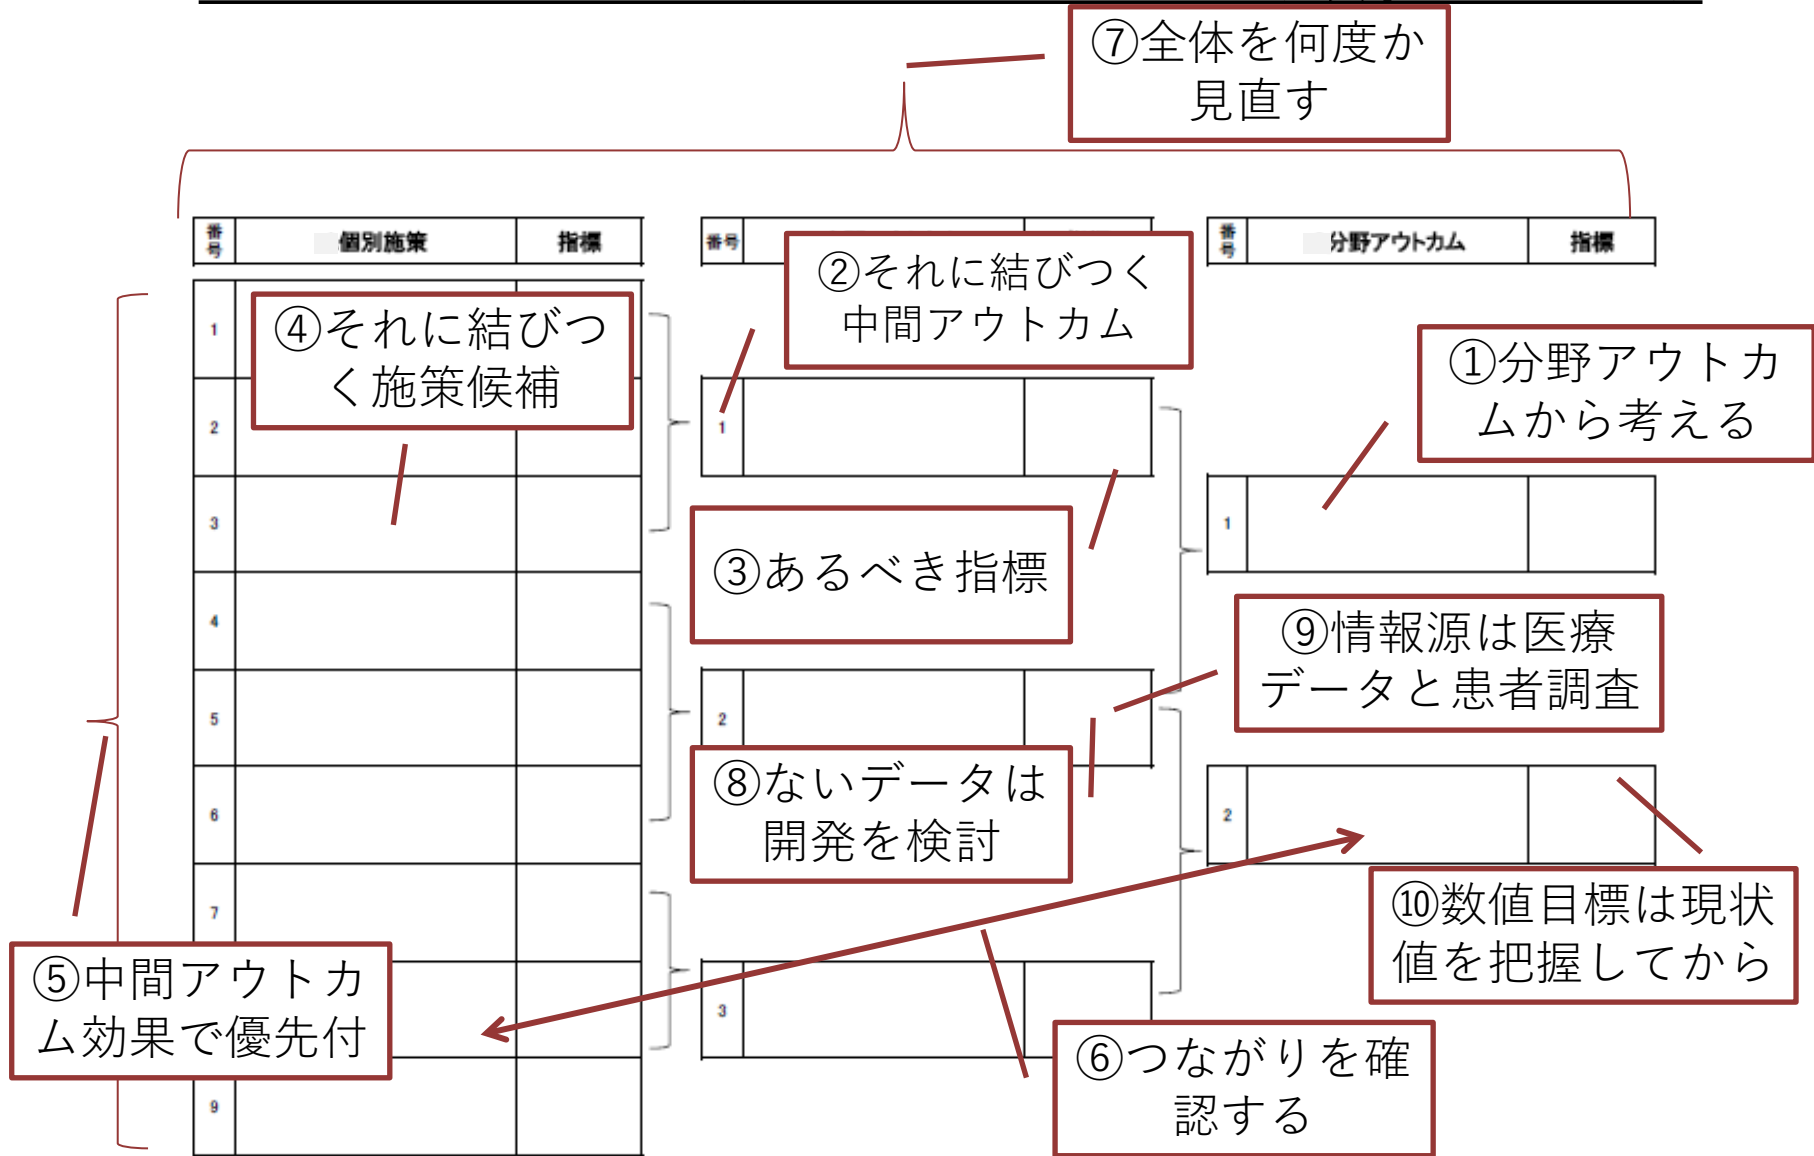 ⑦全体を何度か
見直す
番号
個別施策
指標
番号
番号
分野アウトカム
指標
②それに結びつく
中間アウトカム
④それに結びつ
く施策候補
①分野アウトカ
ムから考える
1
2
3
4
5
6
7
9
1
2
3
1
2
③あるべき指標
⑨情報源は医療
データと患者調査
⑧ないデータは
開発を検討
⑩数値目標は現状
値を把握してから
⑤中間アウトカ
ム効果で優先付
⑥つながりを確
認する